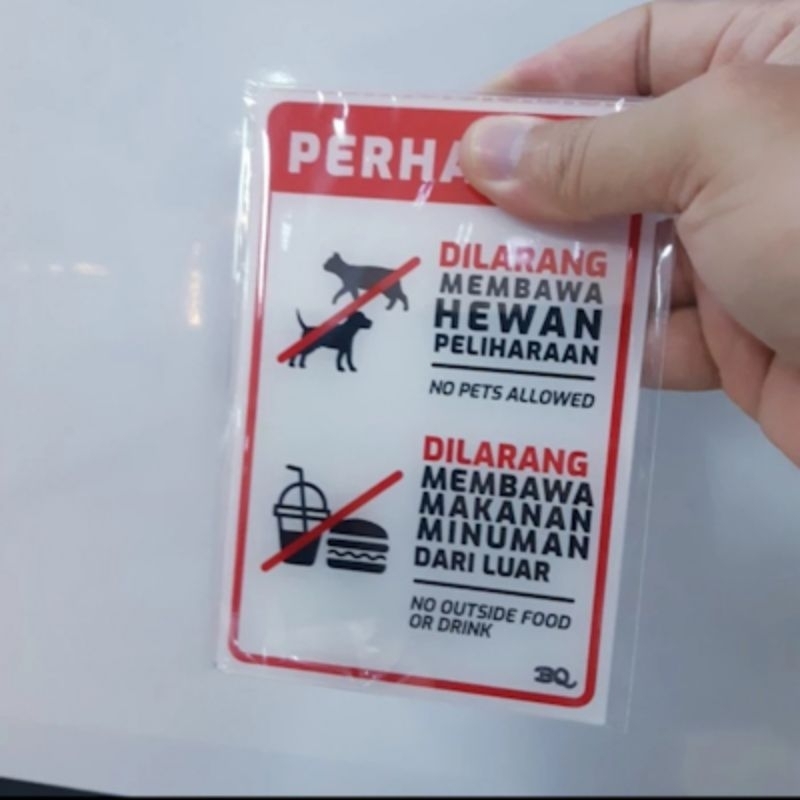 PERHA
DILARANG
MEMBAWA
HEWAN
PELIHARAAN
NO PETS ALLOWED
DILARANG
MEMBAWA
MAKANAN
MINUMAN
DARI LUAR
NO OUTSIDE FOOD
OR DRINK
BQ